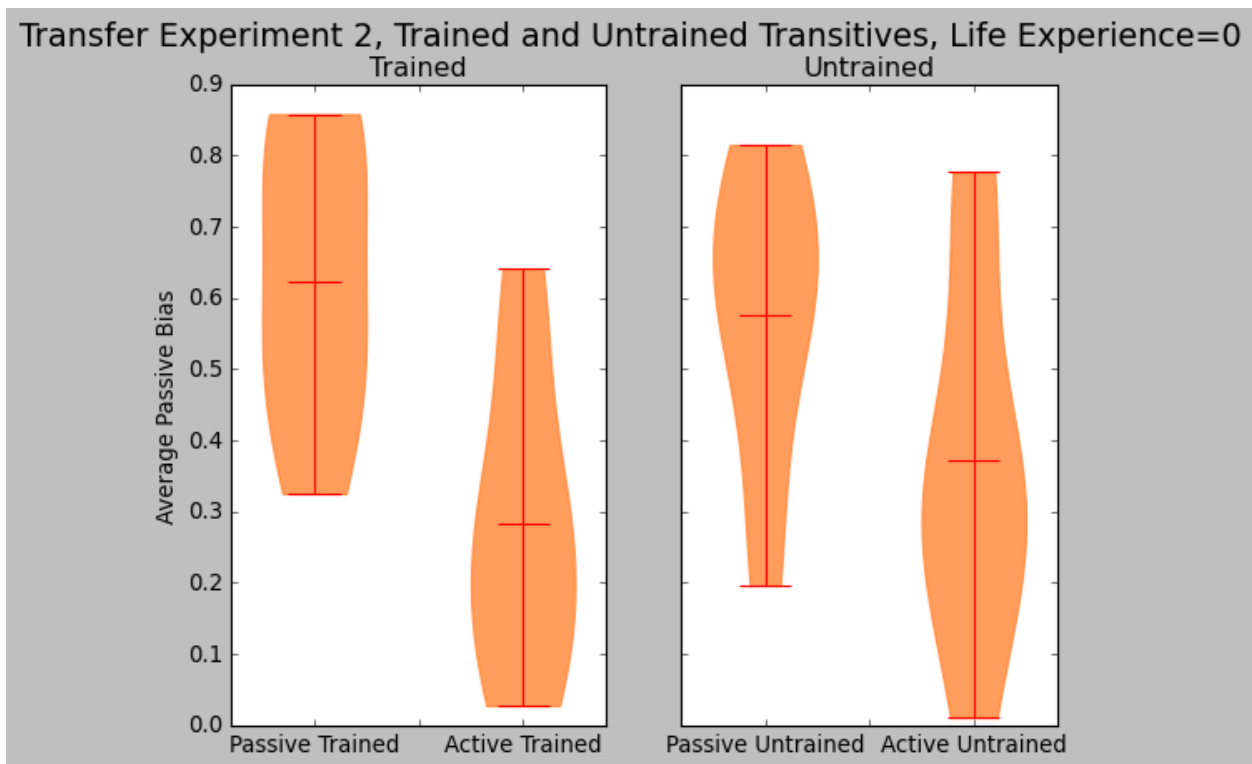 Transfer Experiment 2, Trained and Untrained Transitives, Life Experience=0
Trained
Untrained
Average Passive Bias
0.9
0.8
0.7
0.6
0.5
0.4
0.3
0.2
0.1
0.0
Passive Trained
Active Trained
Passive Untrained
Active Untrained